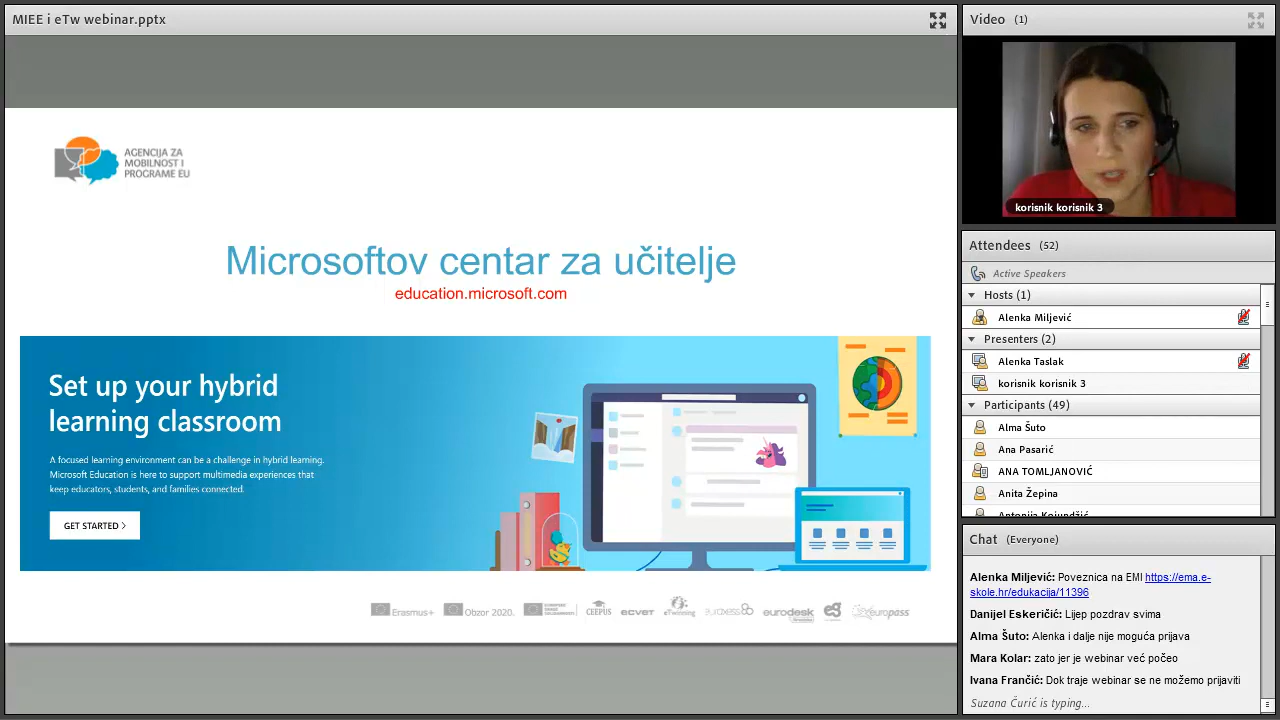 MIEE i eTw webinar.pptx
AGENCIJA ZA
MOBILNOST I
PROGRAME EU
Microsoftov centar za učitelje
education.microsoft.com
Set up your hybrid
learning classroom
A focused learning environment can be a challenge in hybrid learning.
Microsoft Education is here to support multimedia experiences that
keep educators, students, and families connected.
GET STARTED >
Erasmus+
Obzor 2020.
CEEPUS
ecvet
eTwinning
euraxess
eurodesk
europass
Video (1)
korisnik korisnik 3
Attendees (52)
Active Speakers
Hosts (1)
Alenka Miljević
Presenters (2)
Alenka Taslak
korisnik korisnik 3
Participants (49)
Alma Šuto
Ana Pasarić
ANA TOMLJANOVIĆ
Anita Žepina
Antonija Kojundžić
Chat (Everyone)
Alenka Miljević: Poveznica na EMI https://ema.e-
skole.hr/edukacija/11396
Danijel Eskeričić: Lijep pozdrav svima
Alma Šuto: Alenka i dalje nije moguća prijava
Mara Kolar: zato jer je webinar već počeo
Ivana Frančić: Dok traje webinar se ne možemo prijaviti
Suzana Ćurić is typing...